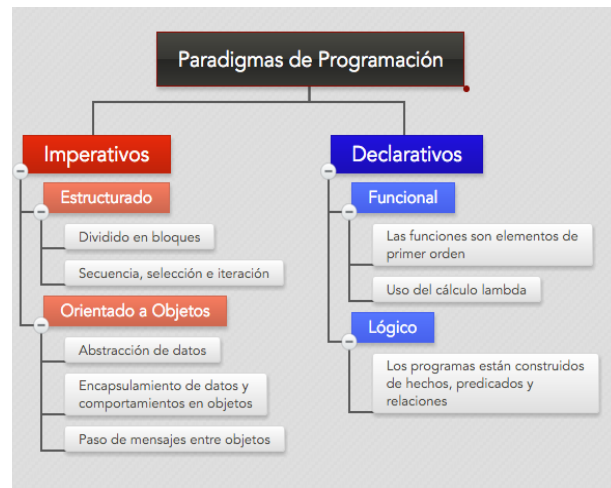 Paradigmas de Programación
Imperativos
Estructurado
Dividido en bloques
Secuencia, selección e iteración
Orientado a Objetos
Abstracción de datos
Encapsulamiento de datos y
comportamientos en objetos
Paso de mensajes entre objetos
Declarativos
Funcional
Las funciones son elementos de
primer orden
Uso del cálculo lambda
Lógico
Los programas están construidos
de hechos, predicados y
relaciones